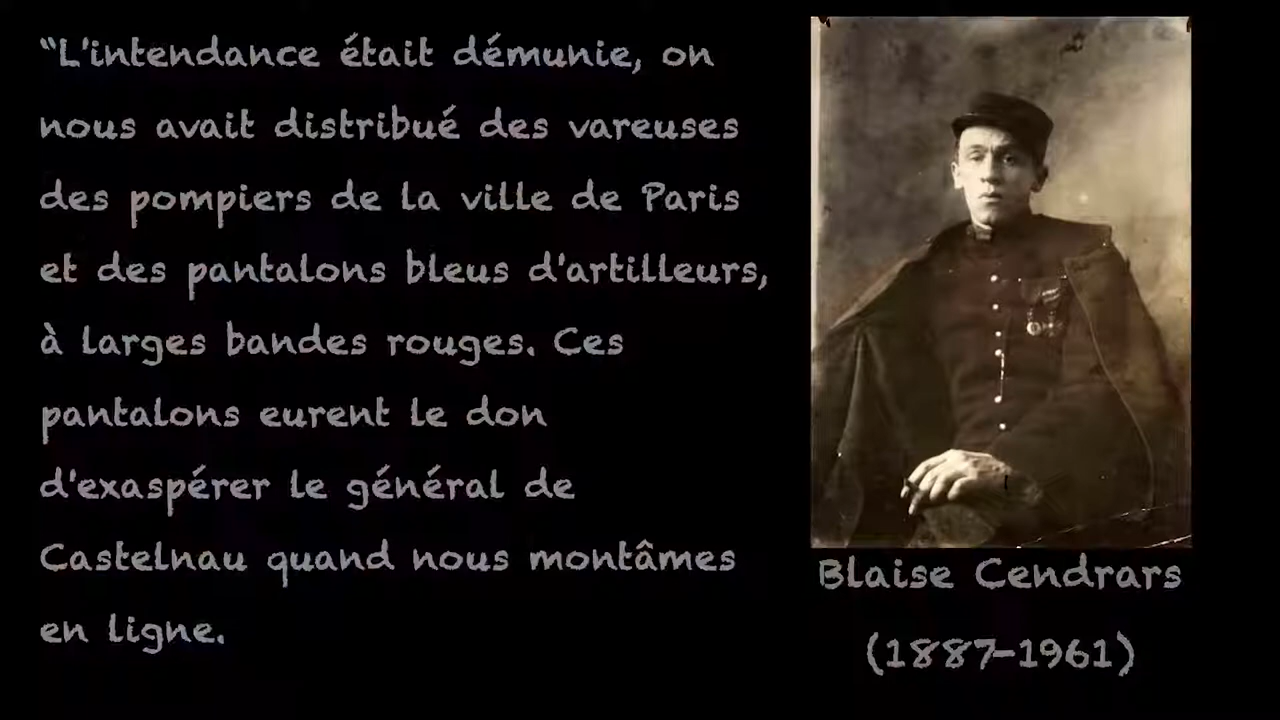 “L'intendance était démunie, on
nous avait distribué des vareuses
des pompiers de la ville de Paris
et des pantalons bleus d'artilleurs,
à larges bandes rouges. Ces
pantalons eurent le don
d'exaspérer le général de
Castelnau quand nous montâmes
en ligne.
Blaise Cendrars
(1887-1961)